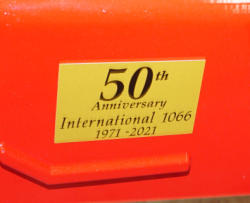 50th
Anniversary
International 1066
1971-2021